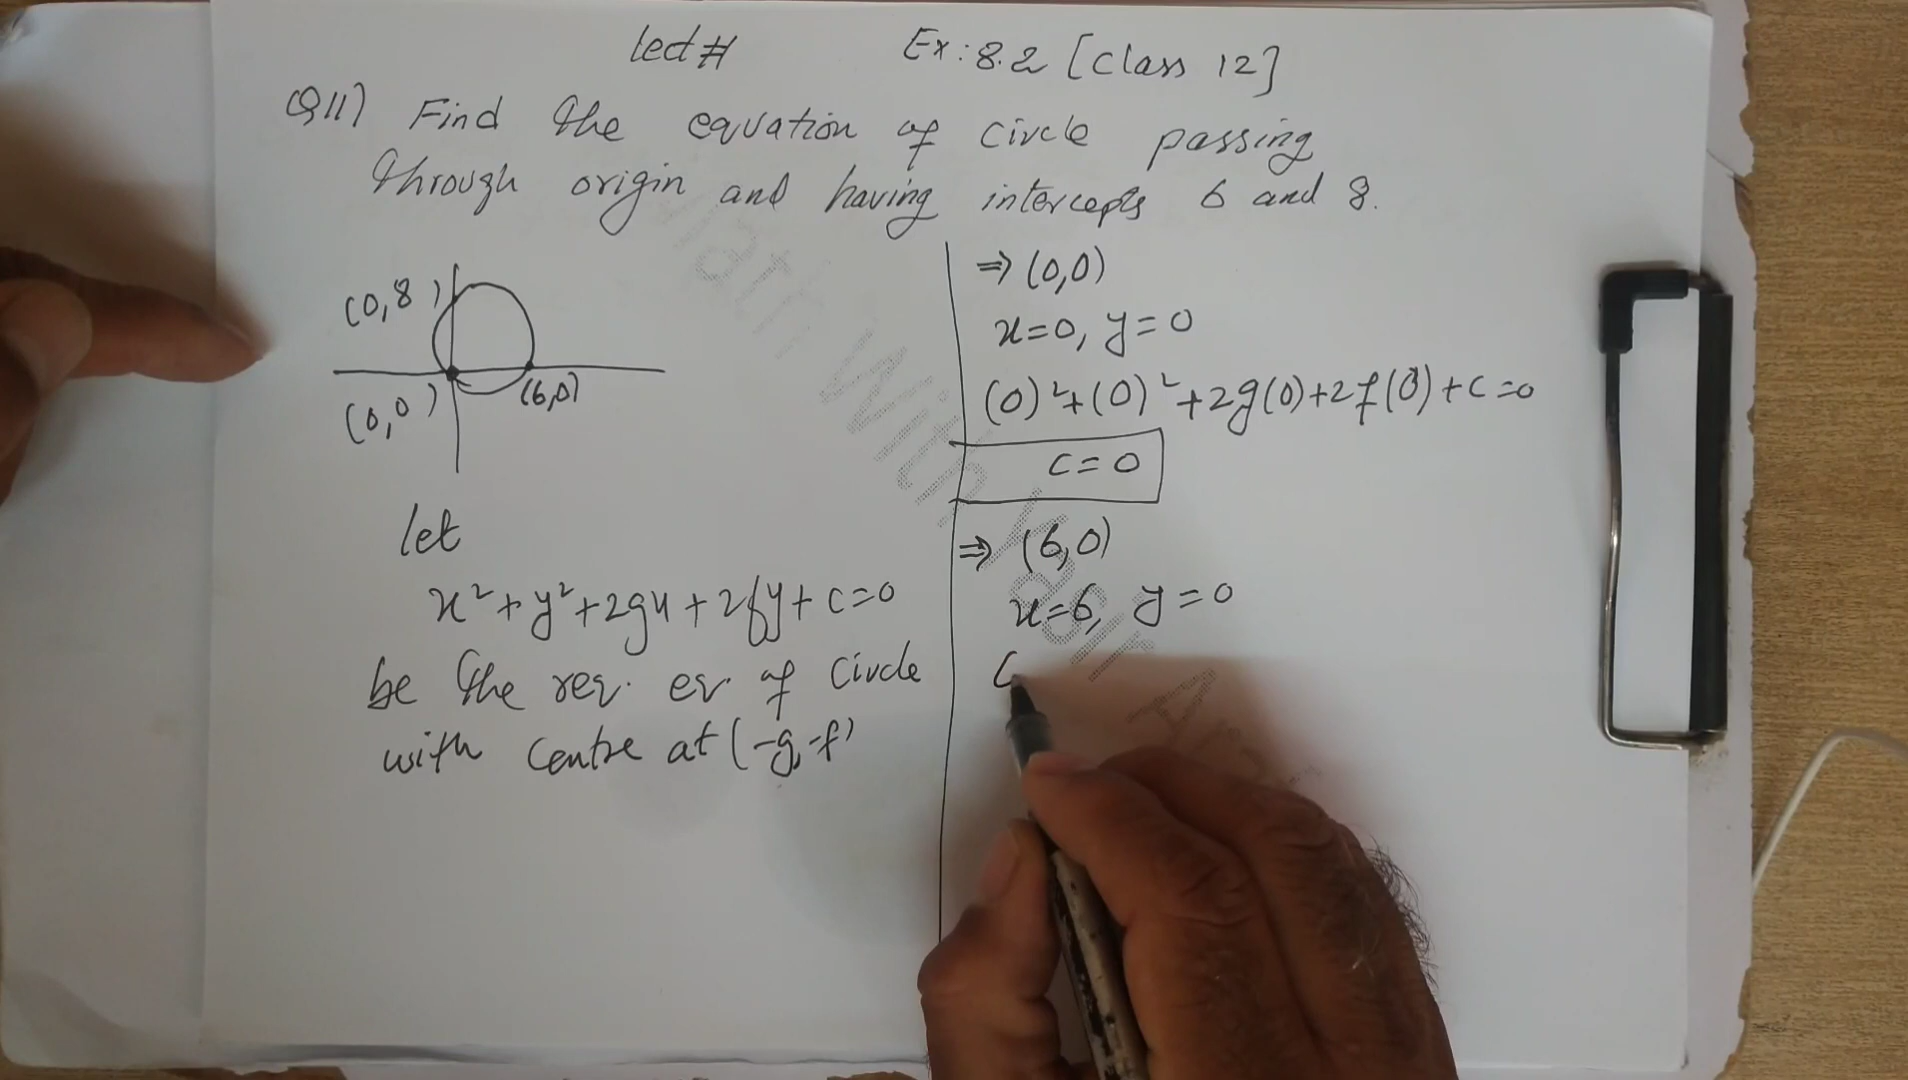 Lect #
Ex: 8.2 [Class 12]
Q11) Find the equation of circle passing
through origin and having intercepts 6 and 8.
(0,8)
(0,0)
(6,0)
let
x²+y²+2gx+2fy+c=0
be the req. eq. of circle
with centre at (-g,-f)
⇒ (0,0)
x=0, y=0
(0)²+(0)²+2g(0)+2f(0)+c=0
c=0
⇒ (6,0)
x=6, y=0
(
Math With